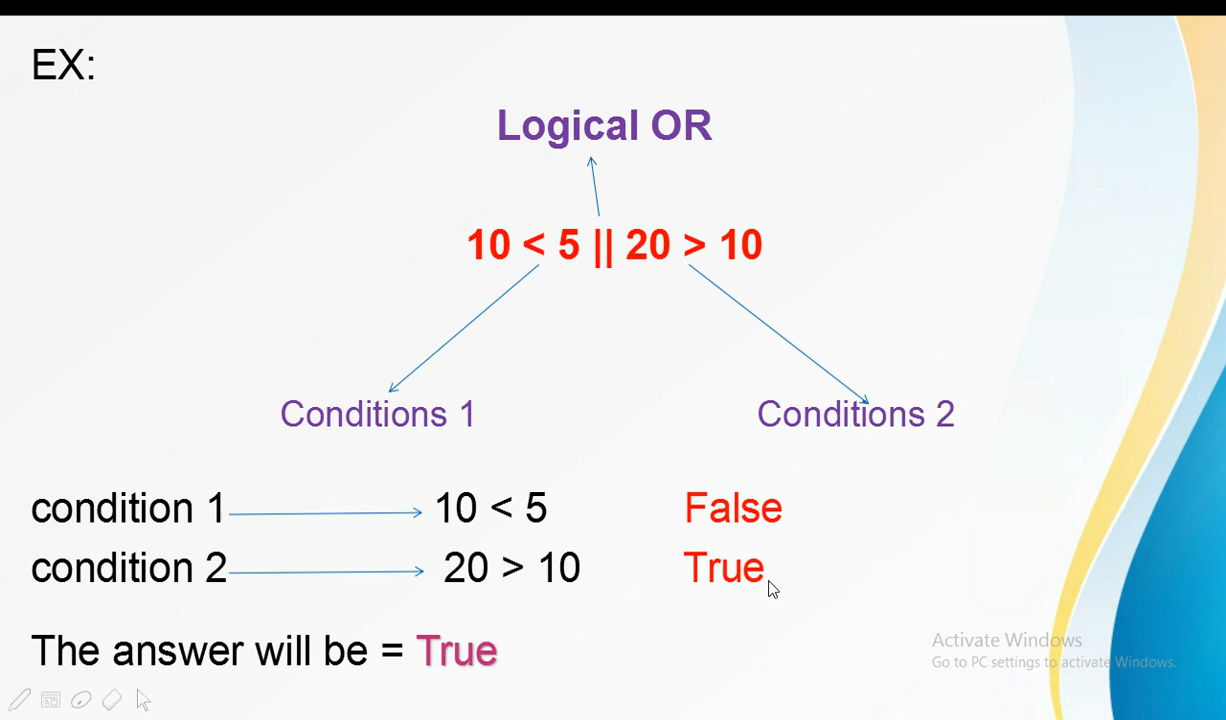 EX:
Logical OR
10 < 5 || 20 > 10
Conditions 1
Conditions 2
condition 1 10 < 5 False
condition 2 20 > 10 True
The answer will be = True
Activate Windows
Go to PC settings to activate Windows.